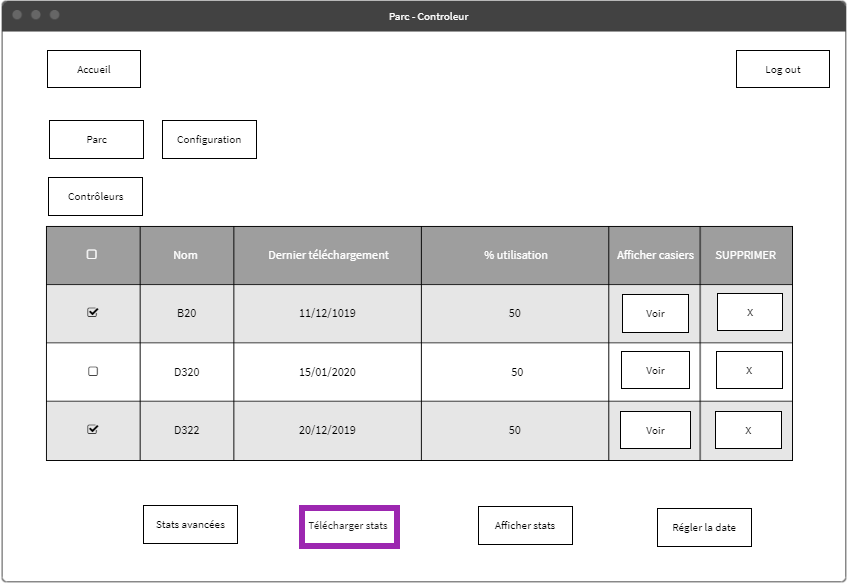 Parc - Controleur
Accueil
Log out
Parc
Configuration
Contrôleurs
Nom Dernier téléchargement % utilisation Afficher casiers SUPPRIMER
B20 11/12/1019 50 Voir X
D320 15/01/2020 50 Voir X
D322 20/12/2019 50 Voir X
Stats avancées
Télécharger stats
Afficher stats
Régler la date